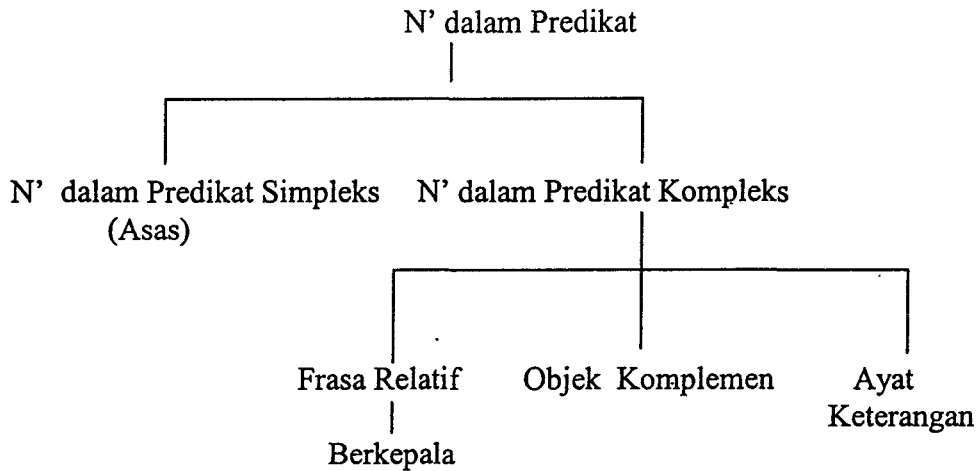 N’ dalam Predikat
N’ dalam Predikat Simpleks
(Asas)
N’ dalam Predikat Kompleks
Frasa Relatif
Berkepala
Objek Komplemen
Ayat
Keterangan